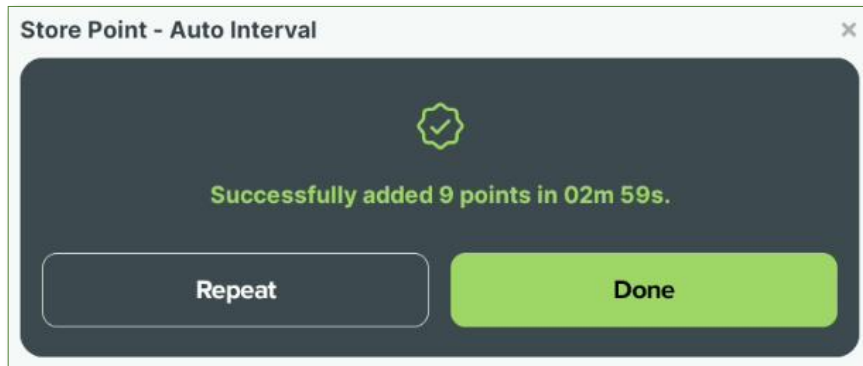 Store Point - Auto Interval
Successfully added 9 points in 02m 59s.
Repeat
Done